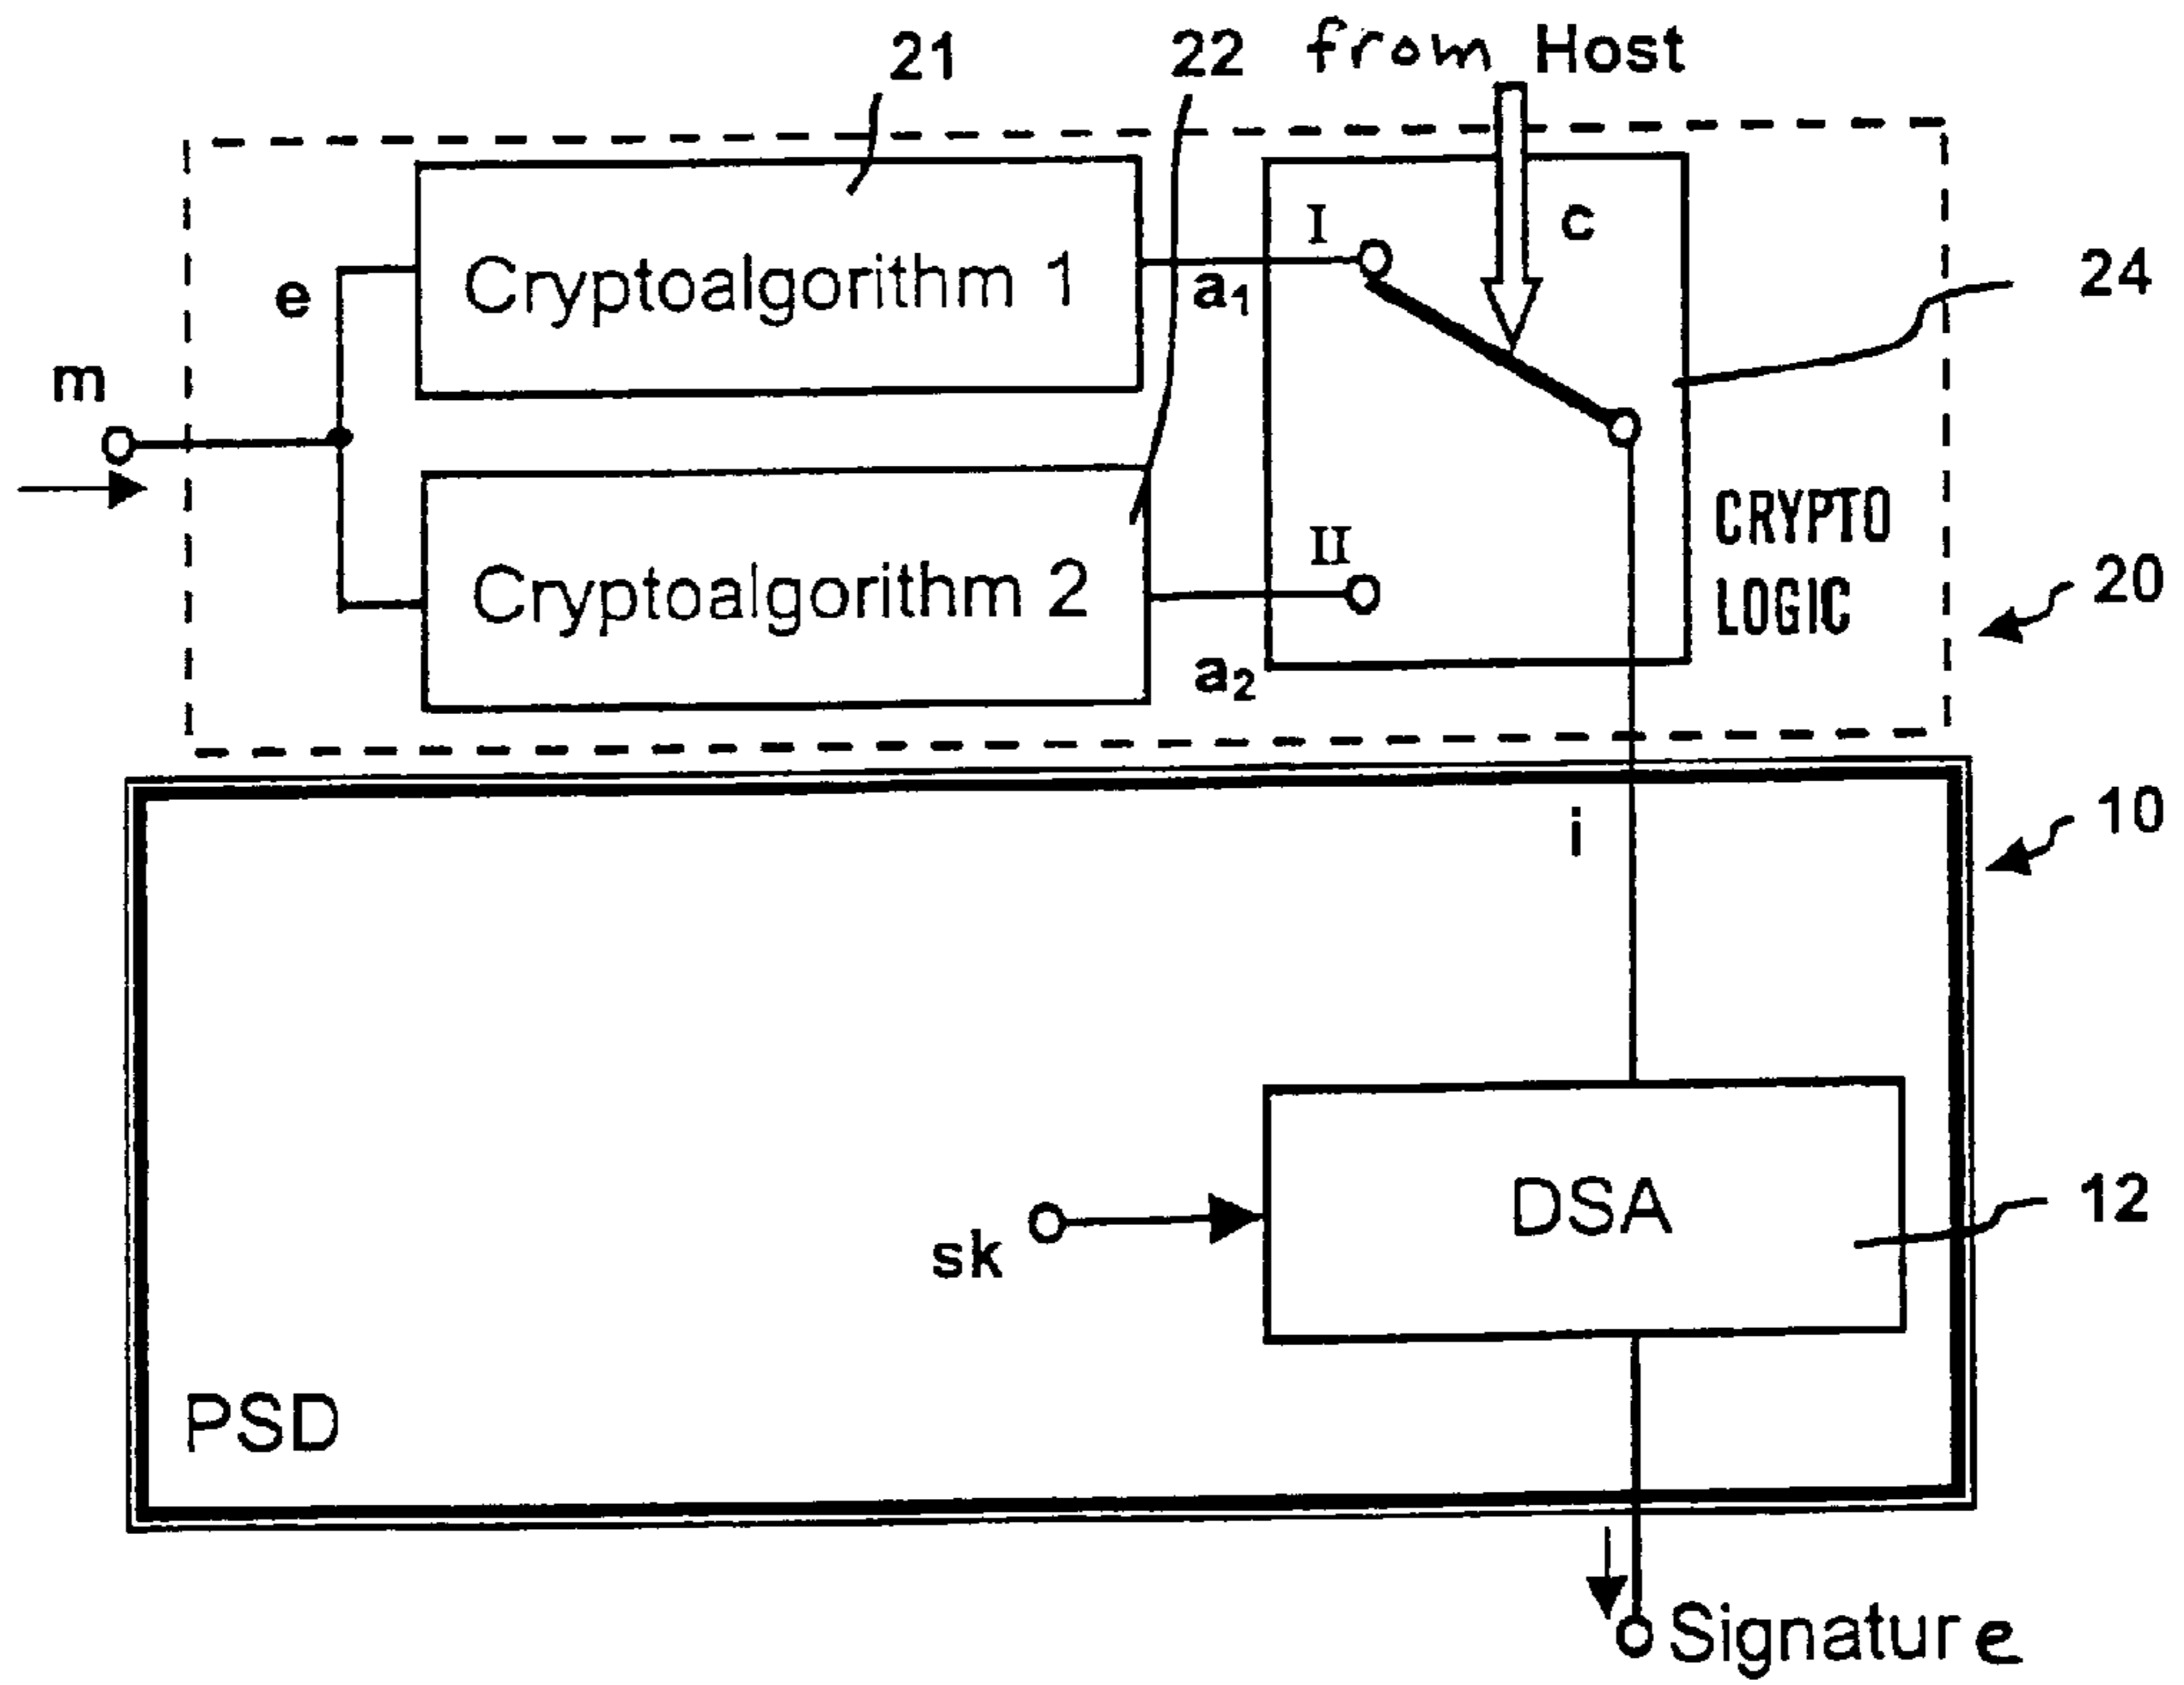 21
22
from Host
I
c
e
Cryptoalgorithm 1
a1
24
m
CRYPTO
LOGIC
II
Cryptoalgorithm 2
20
a2
i
10
DSA
12
sk
PSD
Signature